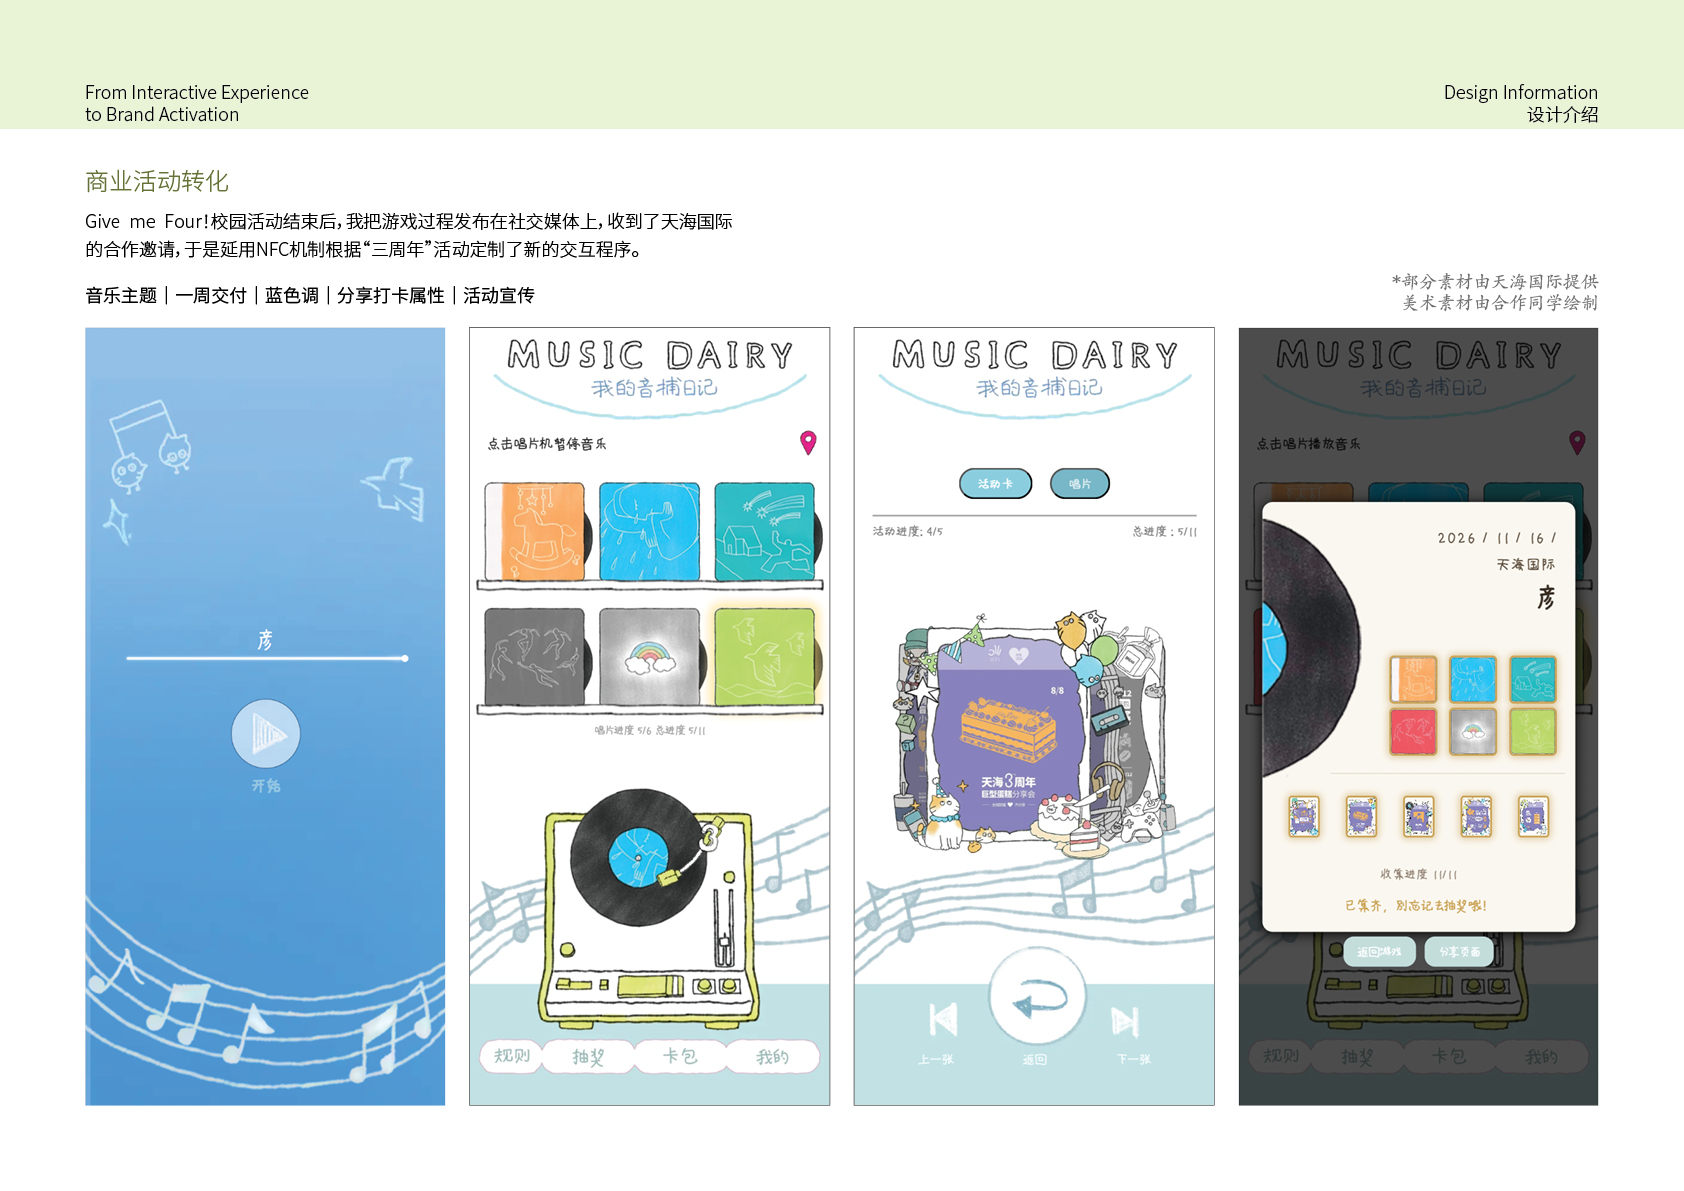 From Interactive Experience
to Brand Activation
Design Information
设计介绍
商业活动转化
Give me Four!校园活动结束后，我把游戏过程发布在社交媒体上，收到了天海国际
的合作邀请，于是延用NFC机制根据“三周年”活动定制了新的交互程序。
音乐主题｜一周交付｜蓝色调｜分享打卡属性｜活动宣传
*部分素材由天海国际提供
美术素材由合作同学绘制
彦
开始
MUSIC DAIRY
我的音捕日记
点击唱片机暂停音乐
唱片进度 5/6 总进度 5/11
规则
抽奖
卡包
我的
MUSIC DAIRY
我的音捕日记
活动卡
唱片
活动进度: 4/5
总进度：5/11
8/8
天海3周年
巨型蛋糕分享会
上一张
返回
下一张
MUSIC DAIRY
我的音捕日记
点击唱片播放音乐
2026 / 11 / 16 /
天海国际
彦
收集进度 11/11
已集齐，别忘记去抽奖哦!
返回游戏
分享页面
规则
抽奖
卡包
我的